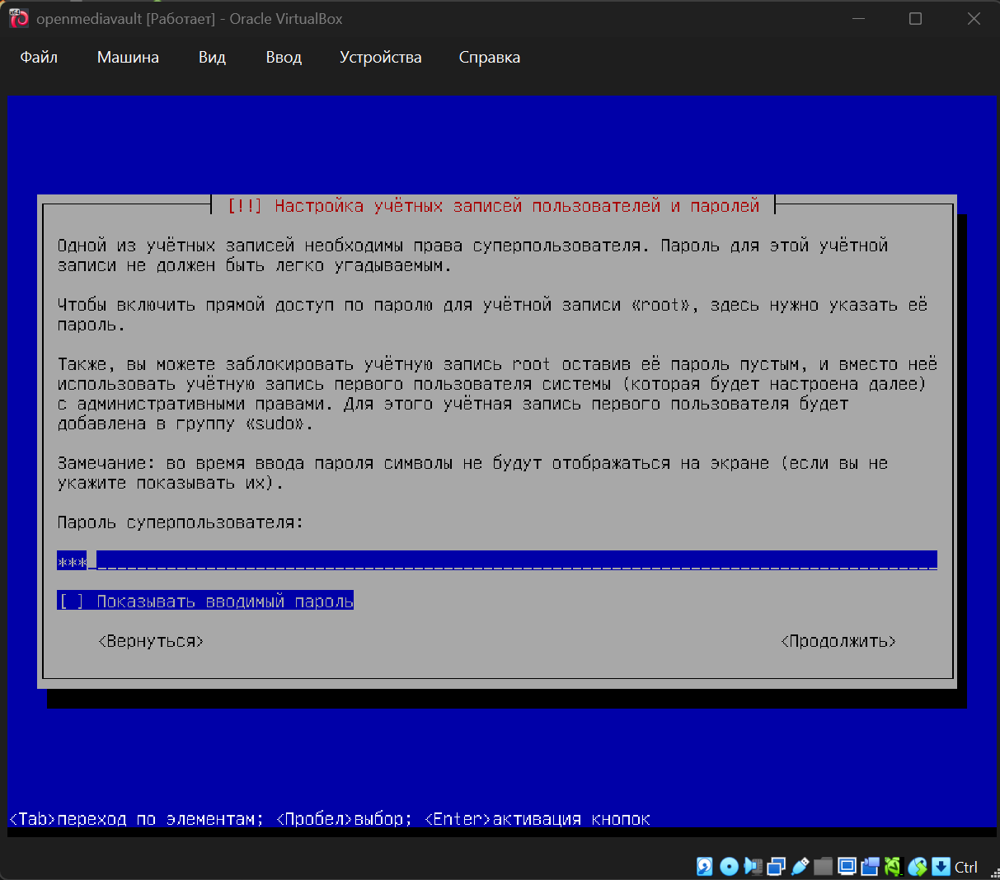 openmediavault [Работает] - Oracle VirtualBox
Файл Машина Вид Ввод Устройства Справка
[!!] Настройка учётных записей пользователей и паролей
Одной из учётных записей необходимы права суперпользователя. Пароль для этой учётной
записи не должен быть легко угадываемым.
Чтобы включить прямой доступ по паролю для учётной записи «root», здесь нужно указать её
пароль.
Также, вы можете заблокировать учётную запись root оставив её пароль пустым, и вместо неё
использовать учётную запись первого пользователя системы (которая будет настроена далее)
с административными правами. Для этого учётная запись первого пользователя будет
добавлена в группу «sudo».
Замечание: во время ввода пароля символы не будут отображаться на экране (если вы не
укажите показывать их).
Пароль суперпользователя:
***
[ ] Показывать вводимый пароль
<Вернуться> <Продолжить>
<Tab>переход по элементам; <Пробел>выбор; <Enter>активация кнопок
Ctrl